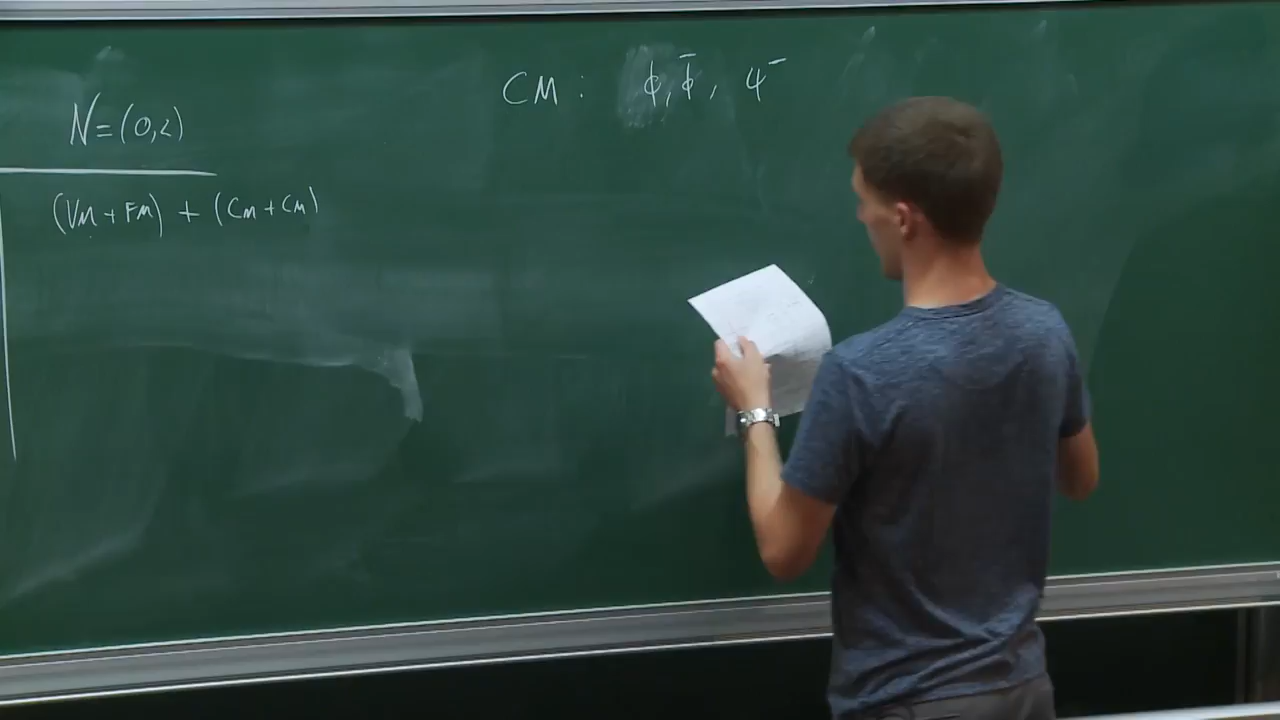 N=(0,2)
(VM+FM) + (CM+CM)
CM: ϕ, ϕ̄, ψ⁻